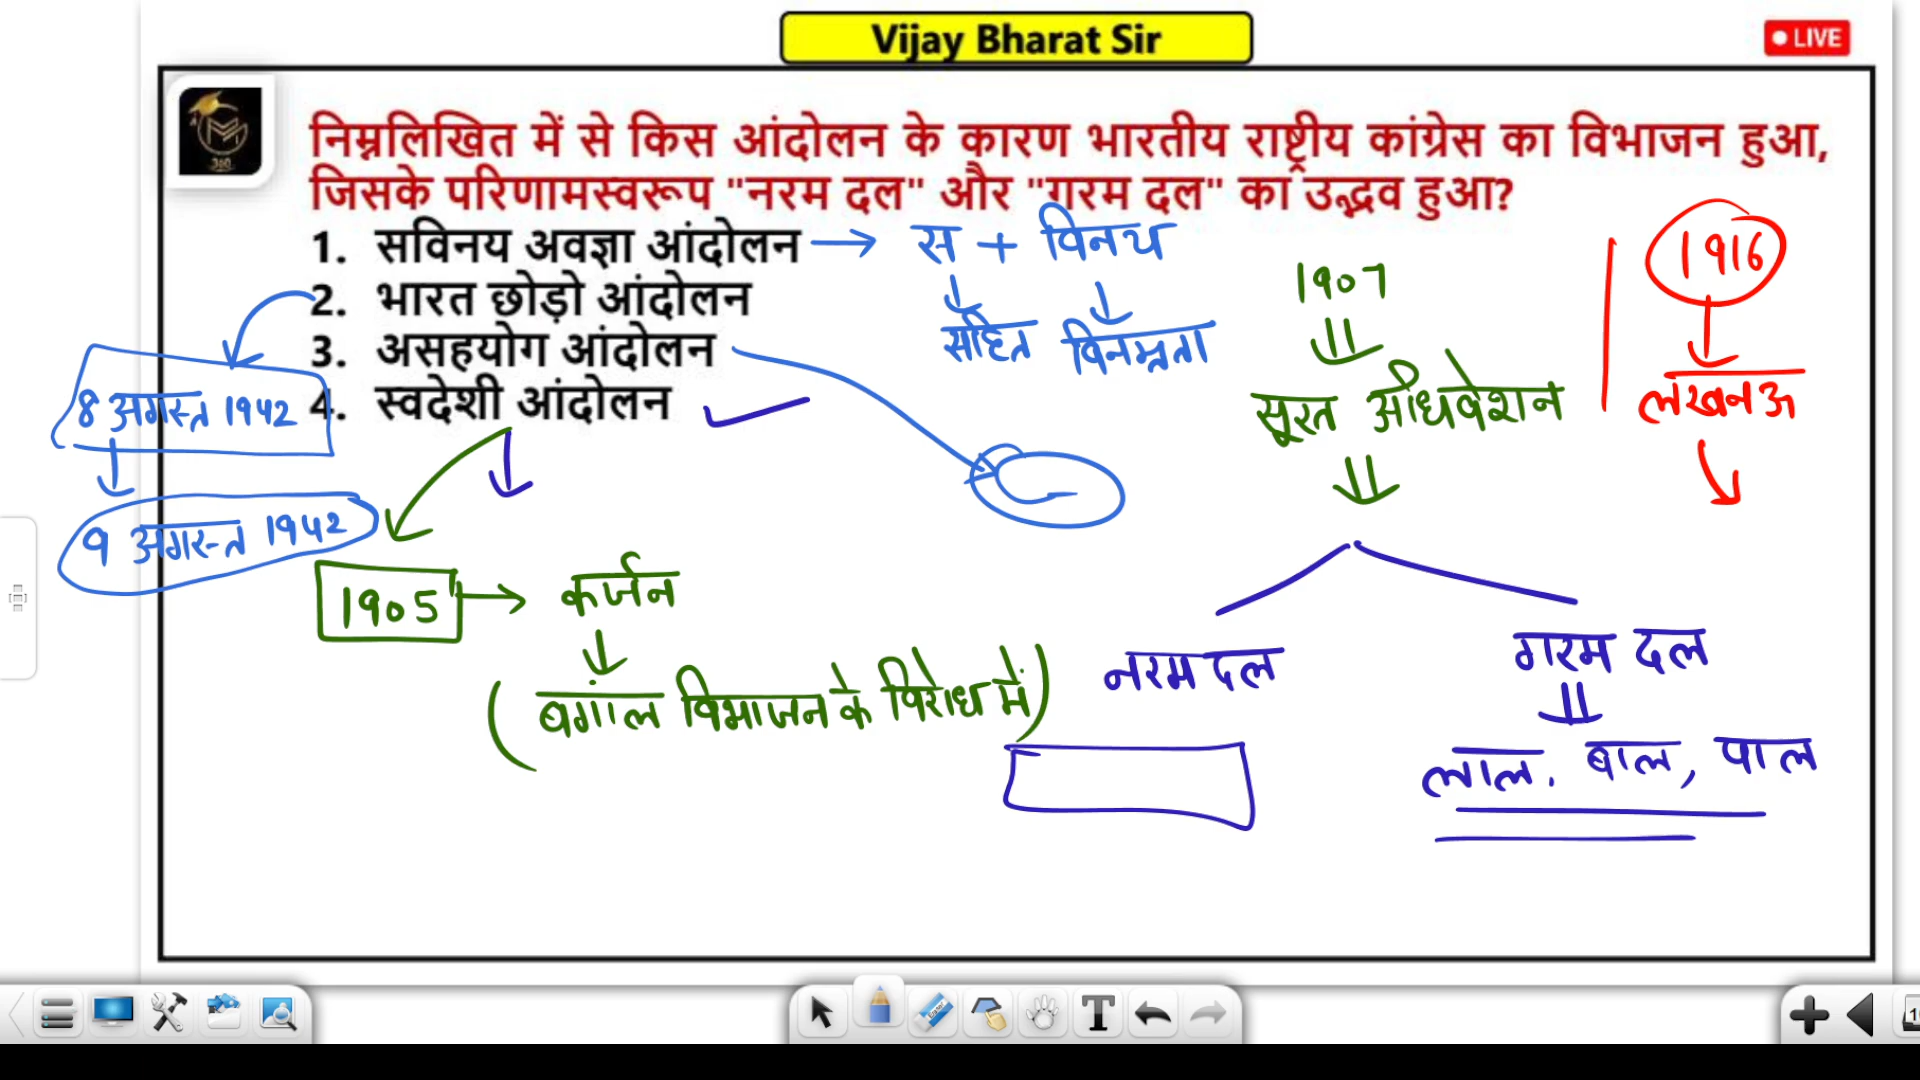 Vijay Bharat Sir
LIVE
360
निम्नलिखित में से किस आंदोलन के कारण भारतीय राष्ट्रीय कांग्रेस का विभाजन हुआ,
जिसके परिणामस्वरूप "नरम दल" और "गरम दल" का उद्भव हुआ?
1. सविनय अवज्ञा आंदोलन → स + विनय
2. भारत छोड़ो आंदोलन
3. असहयोग आंदोलन
4. स्वदेशी आंदोलन
सहित विनम्रता
1907
सूरत अधिवेशन
1916
लखनऊ
8 अगस्त 1942
9 अगस्त 1942
1905 → कर्जन
(बंगाल विभाजन के विरोध में)
नरम दल
गरम दल
लाल, बाल, पाल
T